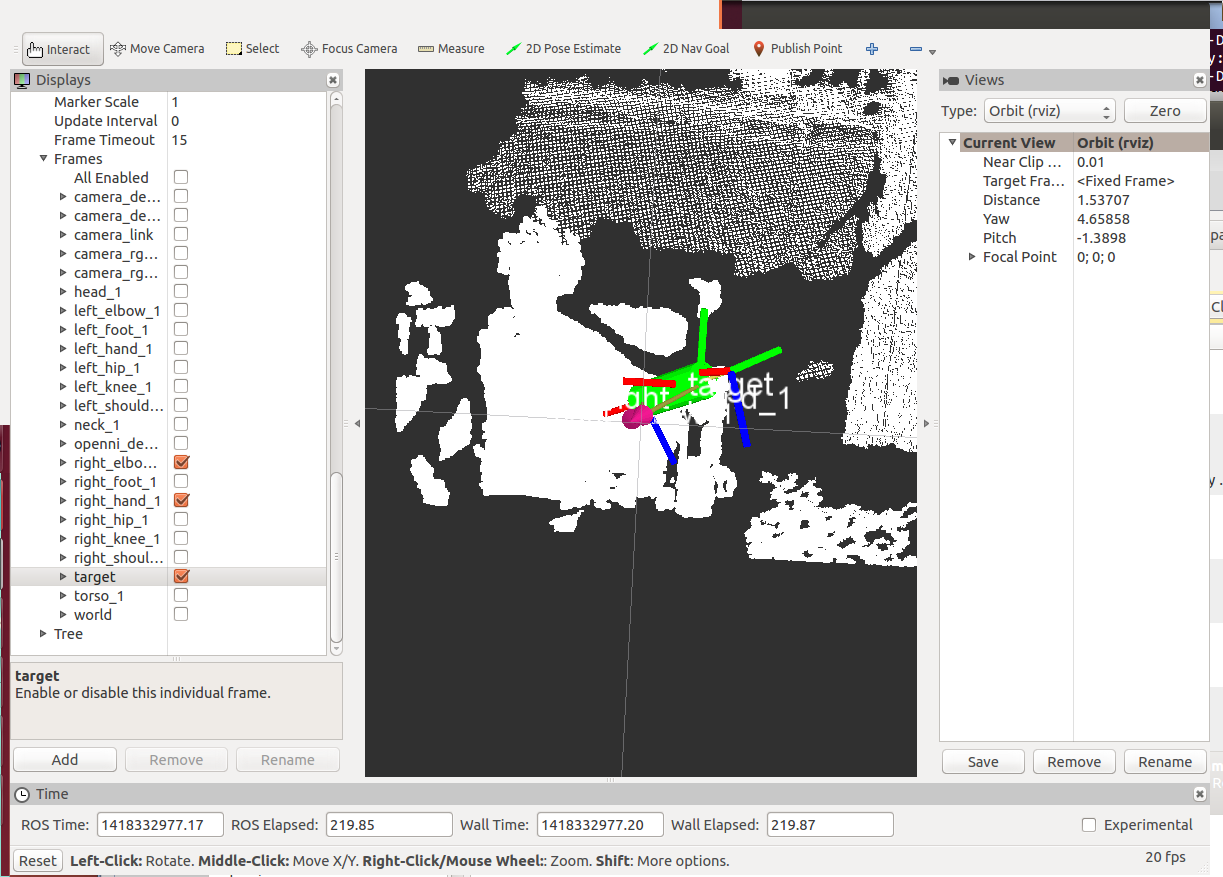 Interact Move Camera Select Focus Camera Measure 2D Pose Estimate 2D Nav Goal Publish Point
Displays
Marker Scale 1
Update Interval 0
Frame Timeout 15
Frames
All Enabled
camera_de...
camera_de...
camera_link
camera_rg...
camera_rg...
head_1
left_elbow_1
left_foot_1
left_hand_1
left_hip_1
left_knee_1
left_should...
neck_1
openni_de...
right_elbo...
right_foot_1
right_hand_1
right_hip_1
right_knee_1
right_shoul...
target
torso_1
world
Tree
target
Enable or disable this individual frame.
Add Remove Rename
target
Views
Type: Orbit (rviz) Zero
Current View Orbit (rviz)
Near Clip ... 0.01
Target Fra... <Fixed Frame>
Distance 1.53707
Yaw 4.65858
Pitch -1.3898
Focal Point 0; 0; 0
Save Remove Rename
Time
ROS Time: 1418332977.17 ROS Elapsed: 219.85 Wall Time: 1418332977.20 Wall Elapsed: 219.87 Experimental
Reset Left-Click: Rotate. Middle-Click: Move X/Y. Right-Click/Mouse Wheel:: Zoom. Shift: More options. 20 fps